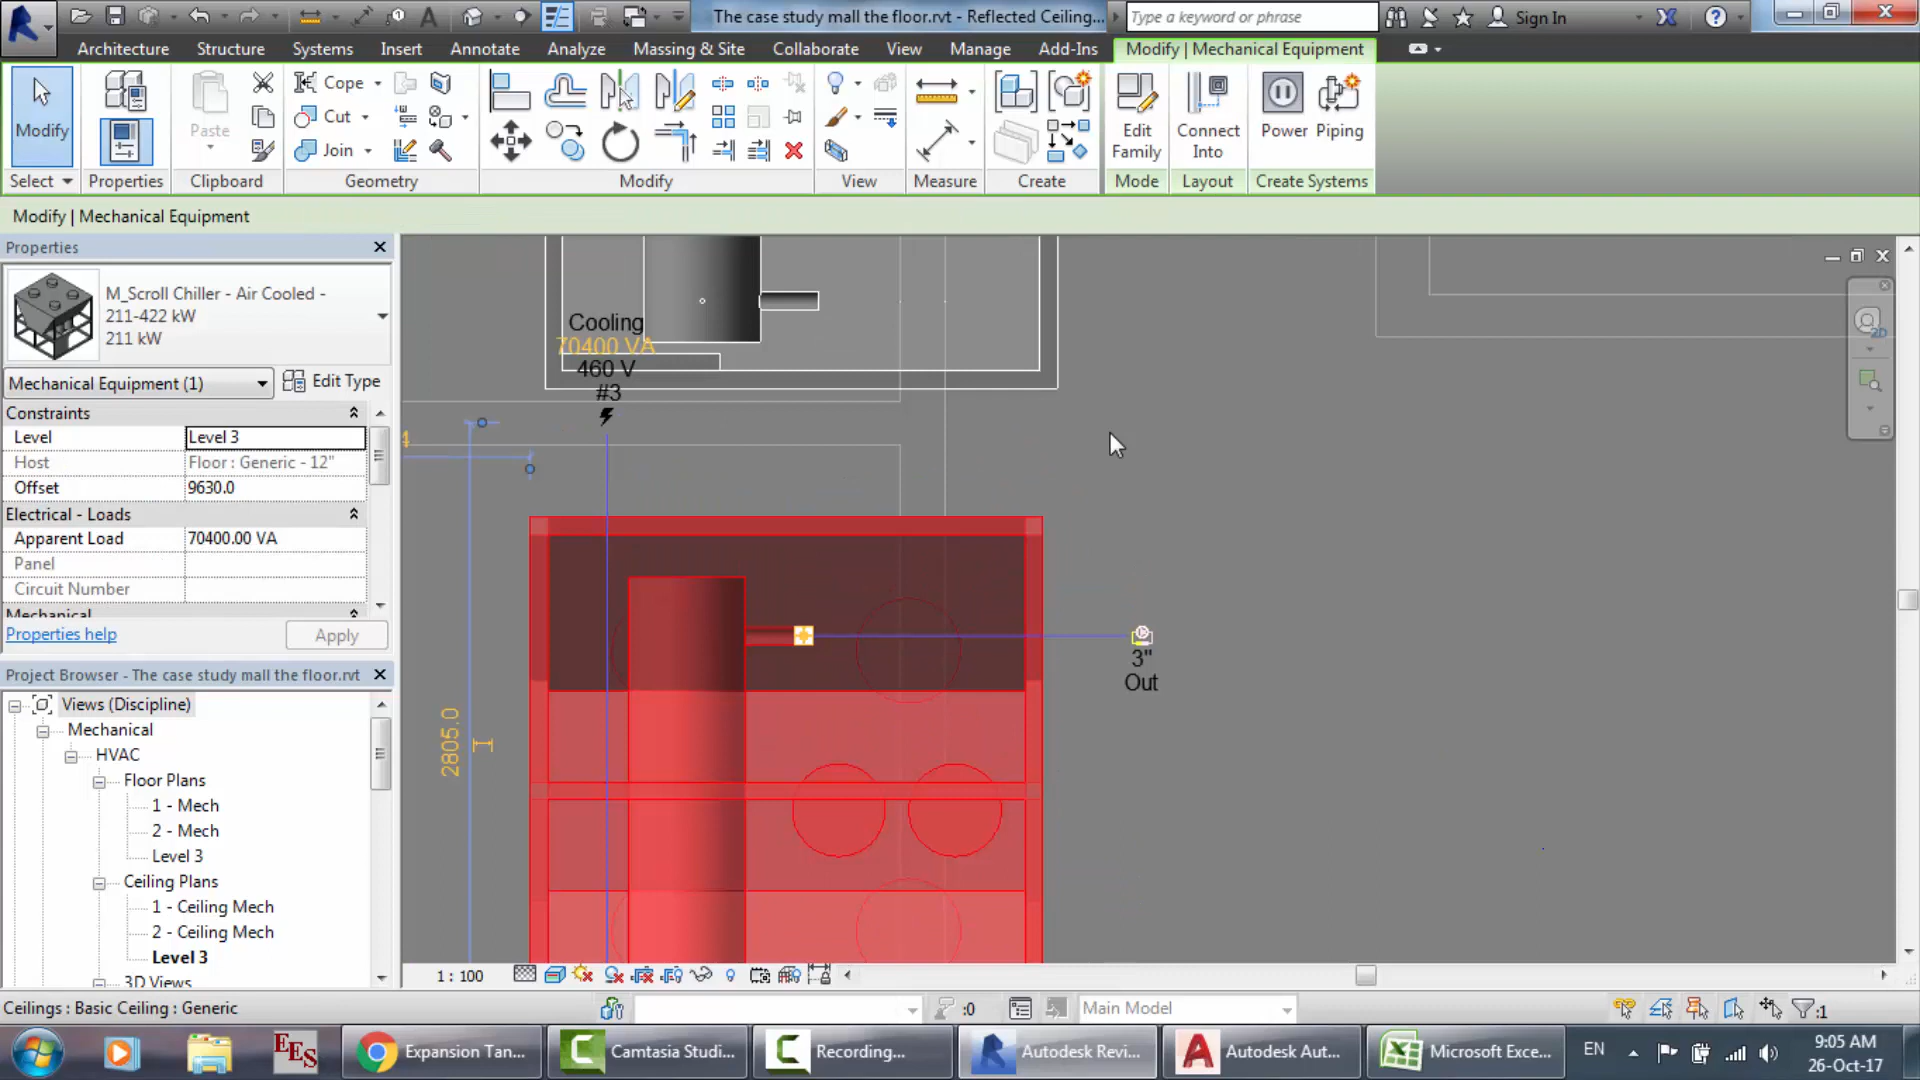 The case study mall the floor.rvt - Reflected Ceiling...
Type a keyword or phrase
Sign In
Architecture Structure Systems Insert Annotate Analyze Massing & Site Collaborate View Manage Add-Ins Modify | Mechanical Equipment
Modify
Paste
Cope
Cut
Join
Edit Family
Connect Into
Power
Piping
Select Properties Clipboard Geometry Modify View Measure Create Mode Layout Create Systems
Modify | Mechanical Equipment
Properties
M_Scroll Chiller - Air Cooled -
211-422 kW
211 kW
Mechanical Equipment (1)
Edit Type
Constraints
Level Level 3
Host Floor : Generic - 12"
Offset 9630.0
Electrical - Loads
Apparent Load 70400.00 VA
Panel
Circuit Number
Mechanical
Properties help
Apply
Project Browser - The case study mall the floor.rvt
Views (Discipline)
Mechanical
HVAC
Floor Plans
1 - Mech
2 - Mech
Level 3
Ceiling Plans
1 - Ceiling Mech
2 - Ceiling Mech
Level 3
3D Views
Cooling
70400 VA
460 V
#3
4
2805.0
3"
Out
2D
1 : 100
Ceilings : Basic Ceiling : Generic
:0
Main Model
:1
EES
Expansion Tan...
Camtasia Studi...
Recording...
Autodesk Revi...
Autodesk Aut...
Microsoft Exce...
EN
9:05 AM
26-Oct-17